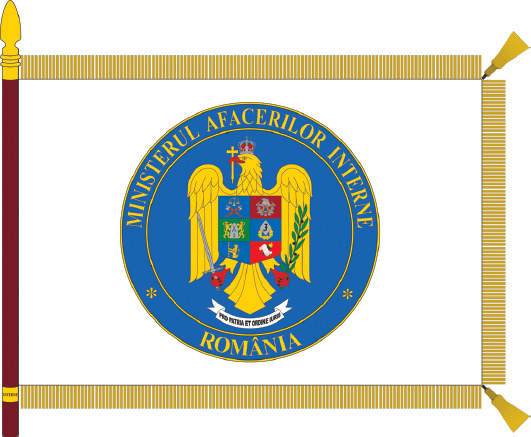 MINISTERUL AFACERILOR INTERNE
PRO PATRIA ET ORDINE JURIS
ROMÂNIA